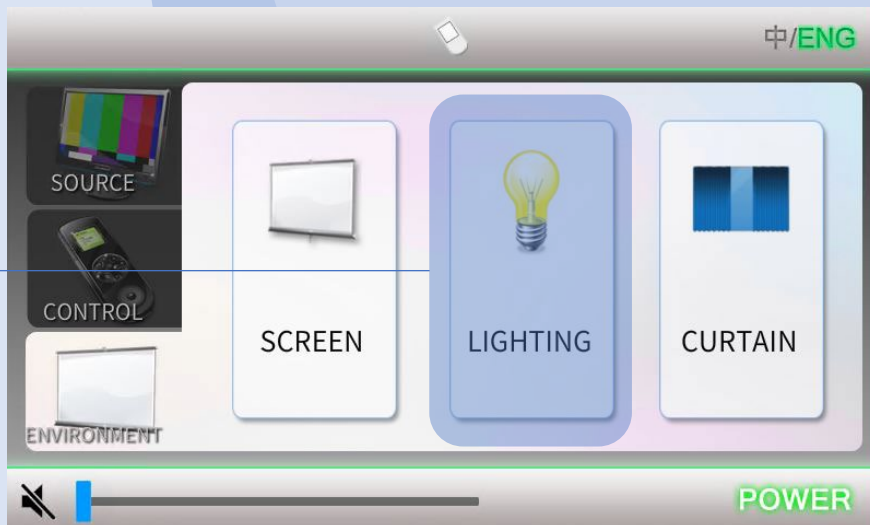 中/ENG
SOURCE
CONTROL
ENVIRONMENT
SCREEN
LIGHTING
CURTAIN
POWER